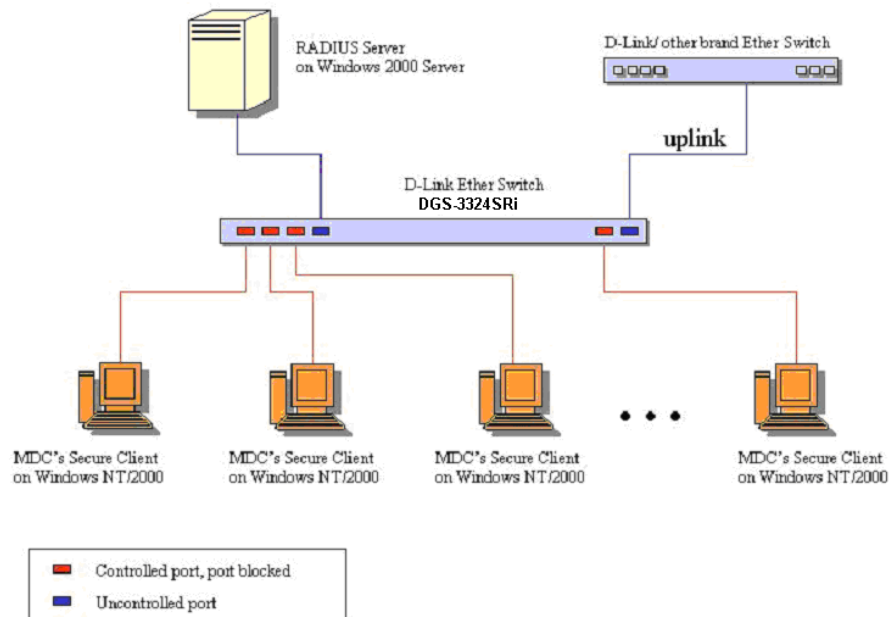 RADIUS Server
on Windows 2000 Server
D-Link/ other brand Ether Switch
uplink
D-Link Ether Switch
DGS-3324SRi
MDC's Secure Client
on Windows NT/2000
MDC's Secure Client
on Windows NT/2000
MDC's Secure Client
on Windows NT/2000
MDC's Secure Client
on Windows NT/2000
Controlled port, port blocked
Uncontrolled port